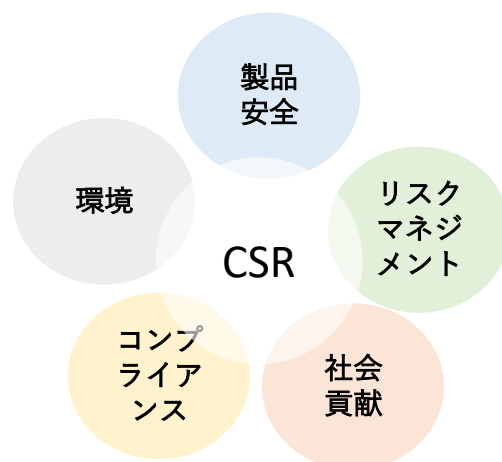 製品
安全
環境
リスク
マネジ
メント
CSR
コンプ
ライア
ンス
社会
貢献